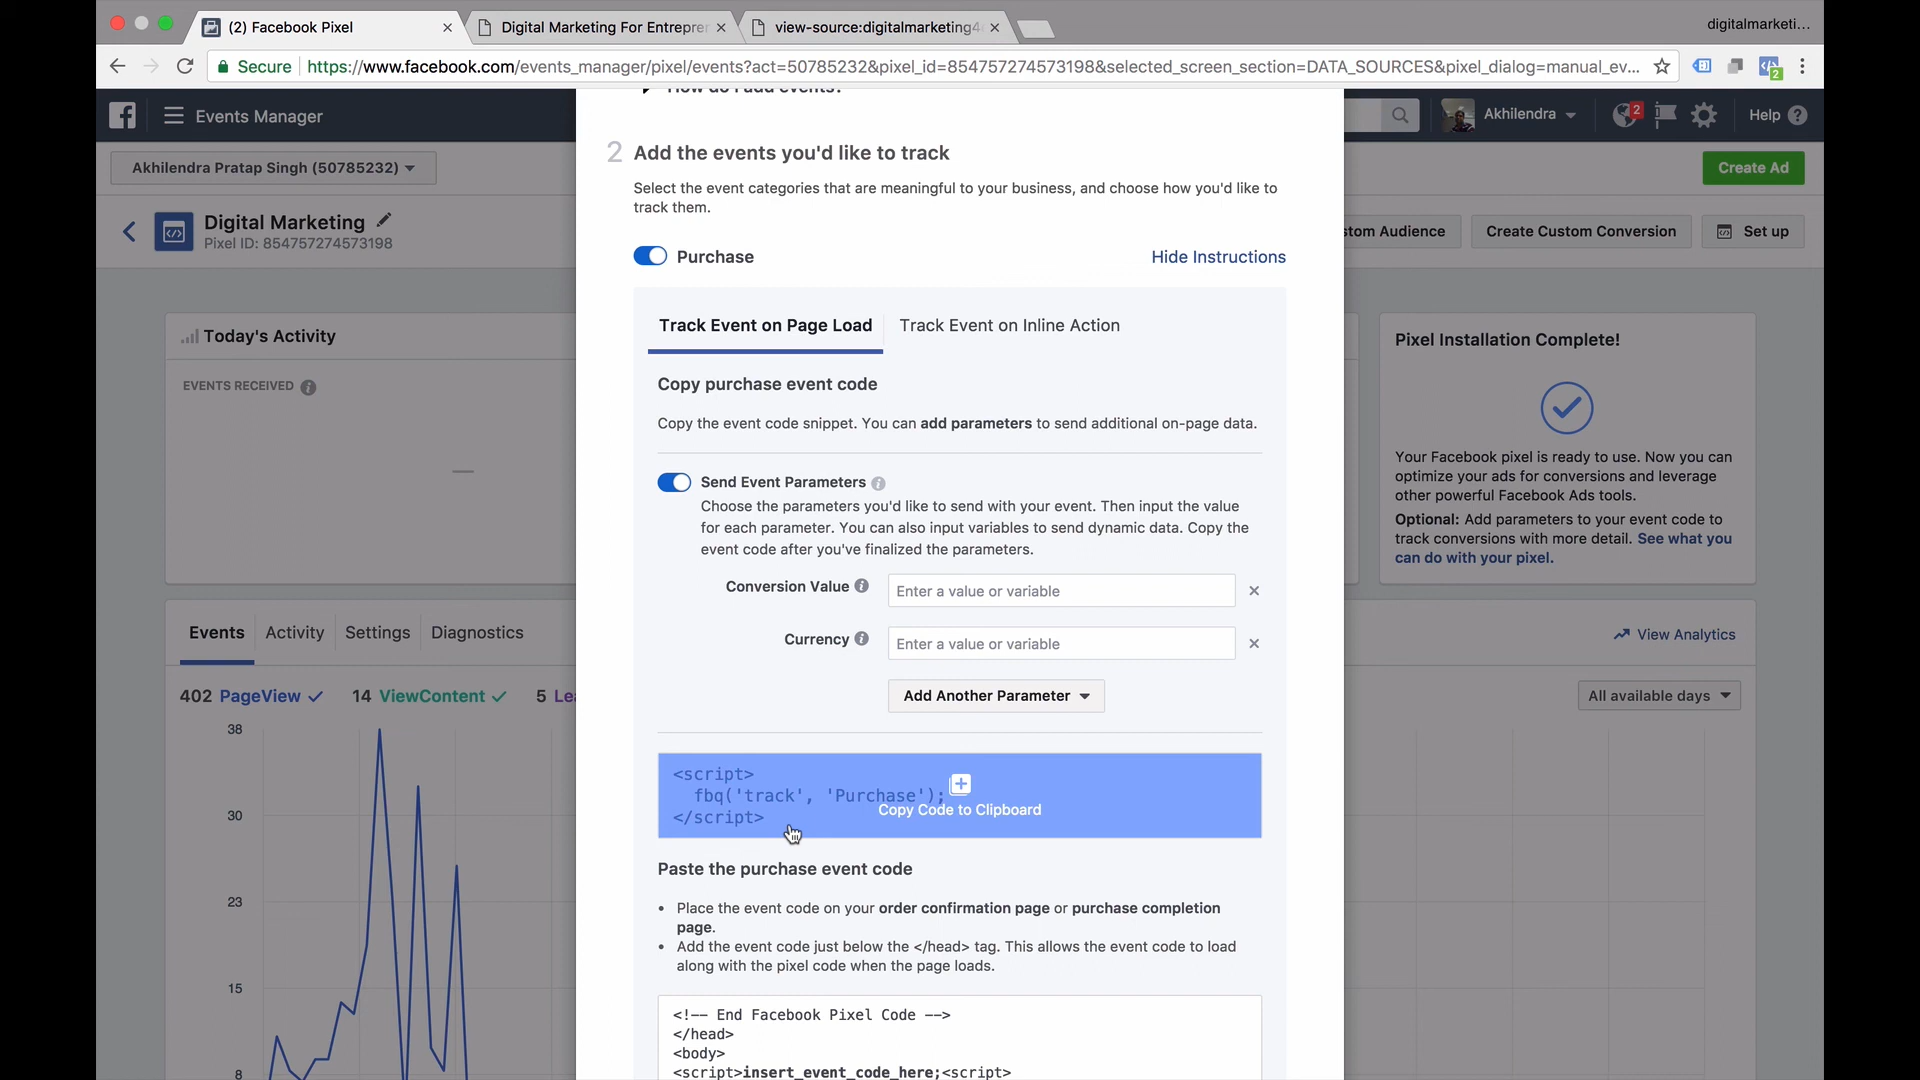 (2) Facebook Pixel
Digital Marketing For Entrepre
view-source:digitalmarketing4
digitalmarketi...
Secure
https://www.facebook.com/events_manager/pixel/events?act=50785232&pixel_id=854757274573198&selected_screen_section=DATA_SOURCES&pixel_dialog=manual_ev...
2
How do I add events?
Events Manager
Akhilendra
2
Help
Akhilendra Pratap Singh (50785232)
Create Ad
2 Add the events you'd like to track
Select the event categories that are meaningful to your business, and choose how you'd like to
track them.
Digital Marketing
Pixel ID: 854757274573198
stom Audience
Create Custom Conversion
Set up
Purchase
Hide Instructions
Track Event on Page Load
Track Event on Inline Action
Today's Activity
EVENTS RECEIVED
Copy purchase event code
Copy the event code snippet. You can add parameters to send additional on-page data.
Send Event Parameters
Choose the parameters you'd like to send with your event. Then input the value
for each parameter. You can also input variables to send dynamic data. Copy the
event code after you've finalized the parameters.
Conversion Value
Enter a value or variable
Currency
Enter a value or variable
Add Another Parameter
Pixel Installation Complete!
Your Facebook pixel is ready to use. Now you can
optimize your ads for conversions and leverage
other powerful Facebook Ads tools.
Optional: Add parameters to your event code to
track conversions with more detail. See what you
can do with your pixel.
Events
Activity
Settings
Diagnostics
View Analytics
402 PageView
14 ViewContent
5 Le
All available days
38
30
23
15
8
<script>
fbq('track', 'Purchase');
</script>
Copy Code to Clipboard
Paste the purchase event code
• Place the event code on your order confirmation page or purchase completion
page.
• Add the event code just below the </head> tag. This allows the event code to load
along with the pixel code when the page loads.
<!-- End Facebook Pixel Code -->
</head>
<body>
<script>insert_event_code_here;<script>